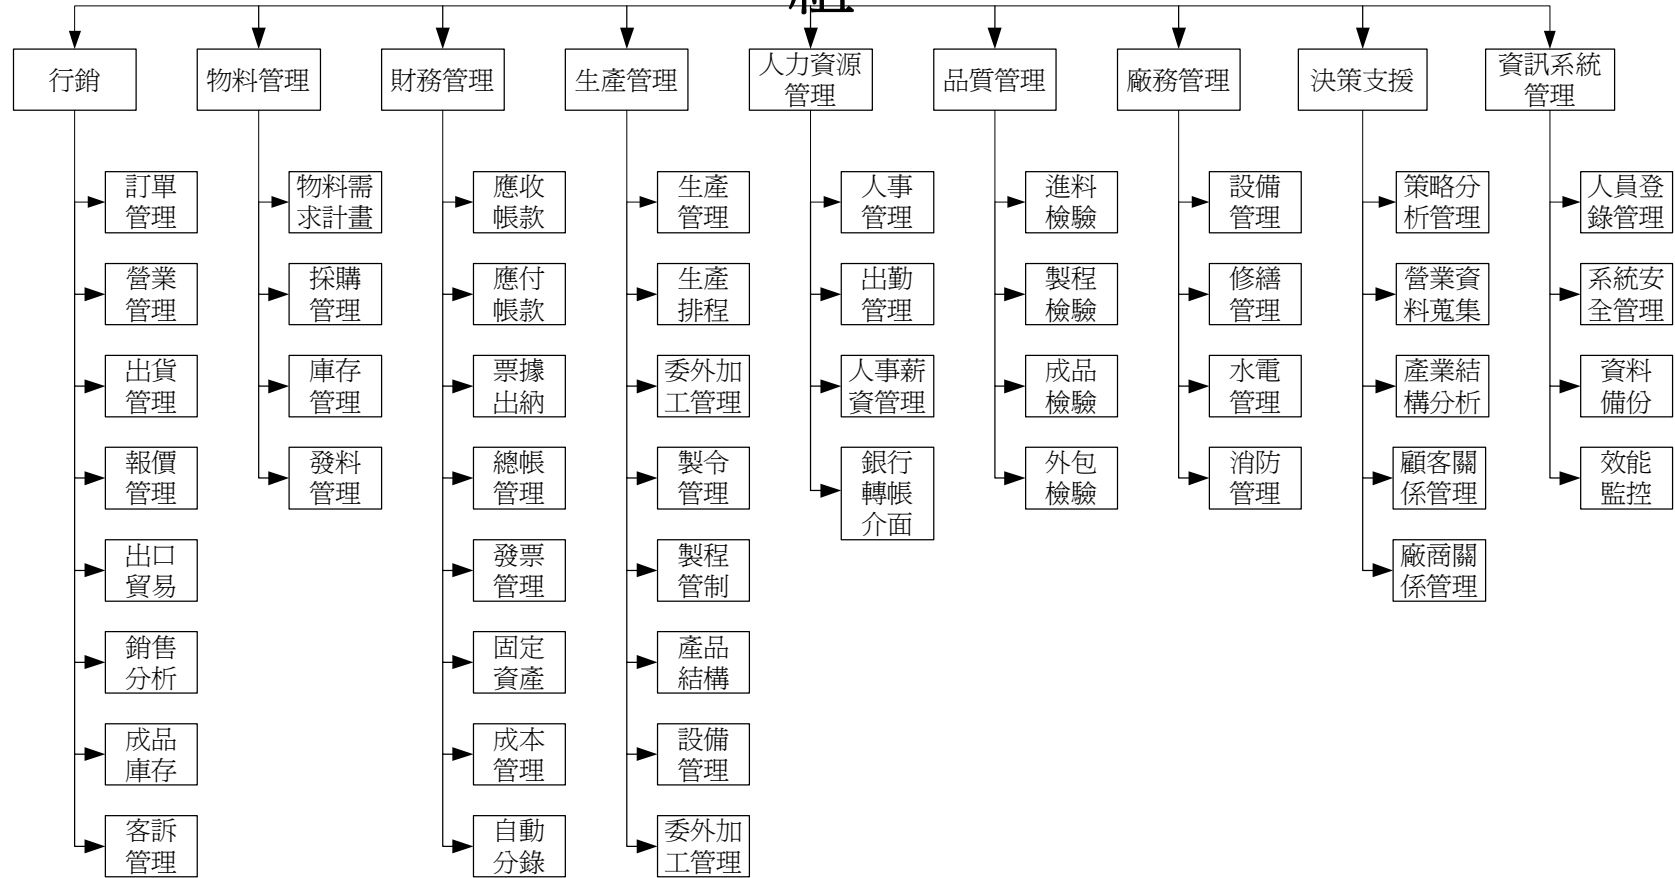 行銷
物料管理
財務管理
生產管理
人力資源
管理
品質管理
廠務管理
決策支援
資訊系統
管理
訂單
管理
營業
管理
出貨
管理
報價
管理
出口
貿易
銷售
分析
成品
庫存
客訴
管理
物料需
求計畫
採購
管理
庫存
管理
發料
管理
應收
帳款
應付
帳款
票據
出納
總帳
管理
發票
管理
固定
資產
成本
管理
自動
分錄
生產
管理
生產
排程
委外加
工管理
製令
管理
製程
管制
產品
結構
設備
管理
委外加
工管理
人事
管理
出勤
管理
人事薪
資管理
銀行
轉帳
介面
進料
檢驗
製程
檢驗
成品
檢驗
外包
檢驗
設備
管理
修繕
管理
水電
管理
消防
管理
策略分
析管理
營業資
料蒐集
產業結
構分析
顧客關
係管理
廠商關
係管理
人員登
錄管理
系統安
全管理
資料
備份
效能
監控